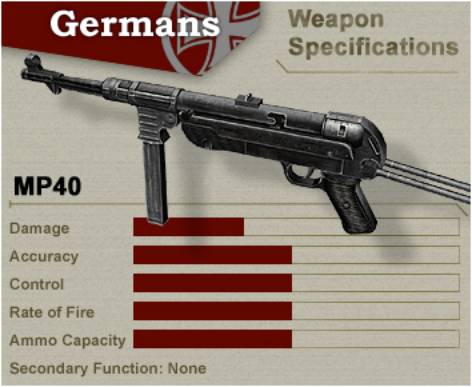 Germans
Weapon
Specifications
MP40
Damage
Accuracy
Control
Rate of Fire
Ammo Capacity
Secondary Function: None